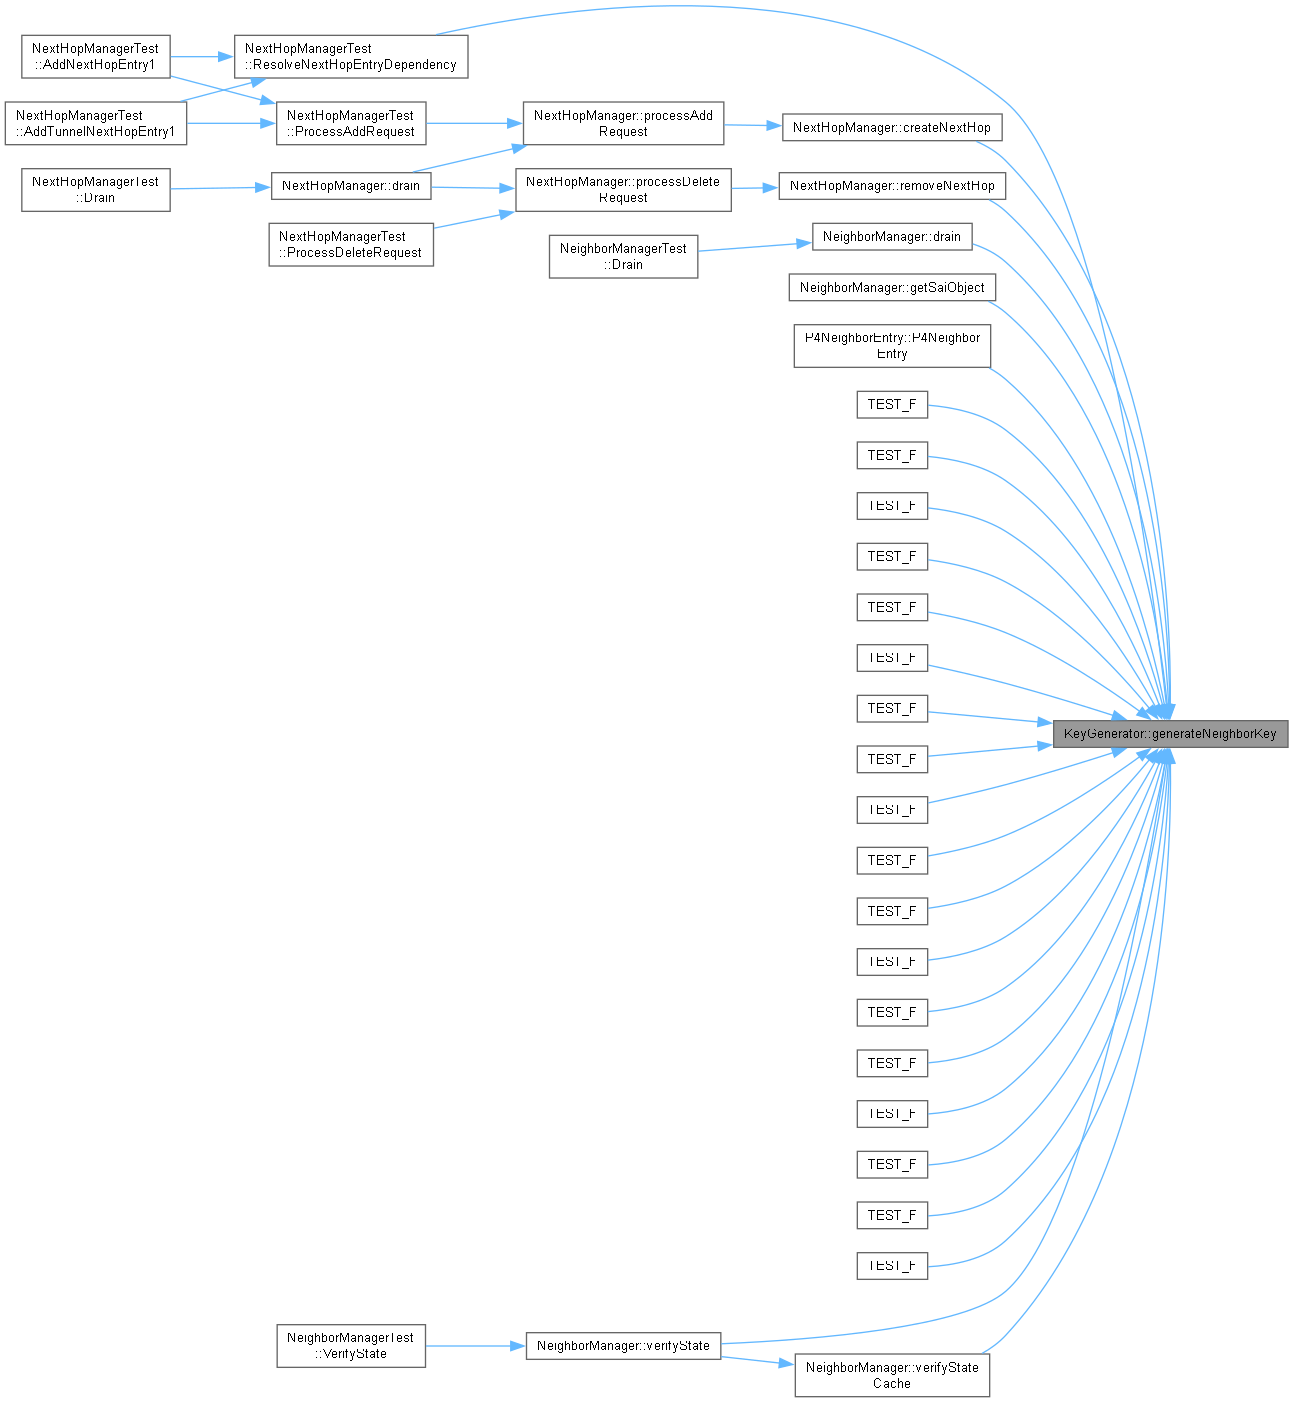 NextHopManagerTest
::AddNextHopEntry1
NextHopManagerTest
::ResolveNextHopEntryDependency
NextHopManagerTest
::AddTunnelNextHopEntry1
NextHopManagerTest
::ProcessAddRequest
NextHopManager::processAdd
Request
NextHopManager::createNextHop
NextHopManagerTest
::Drain
NextHopManager::drain
NextHopManager::processDelete
Request
NextHopManager::removeNextHop
NextHopManagerTest
::ProcessDeleteRequest
NeighborManagerTest
::Drain
NeighborManager::drain
NeighborManager::getSaiObject
P4NeighborEntry::P4Neighbor
Entry
TEST_F
TEST_F
TEST_F
TEST_F
TEST_F
TEST_F
TEST_F
KeyGenerator::generateNeighborKey
TEST_F
TEST_F
TEST_F
TEST_F
TEST_F
TEST_F
TEST_F
TEST_F
TEST_F
TEST_F
TEST_F
NeighborManagerTest
::VerifyState
NeighborManager::verifyState
NeighborManager::verifyState
Cache